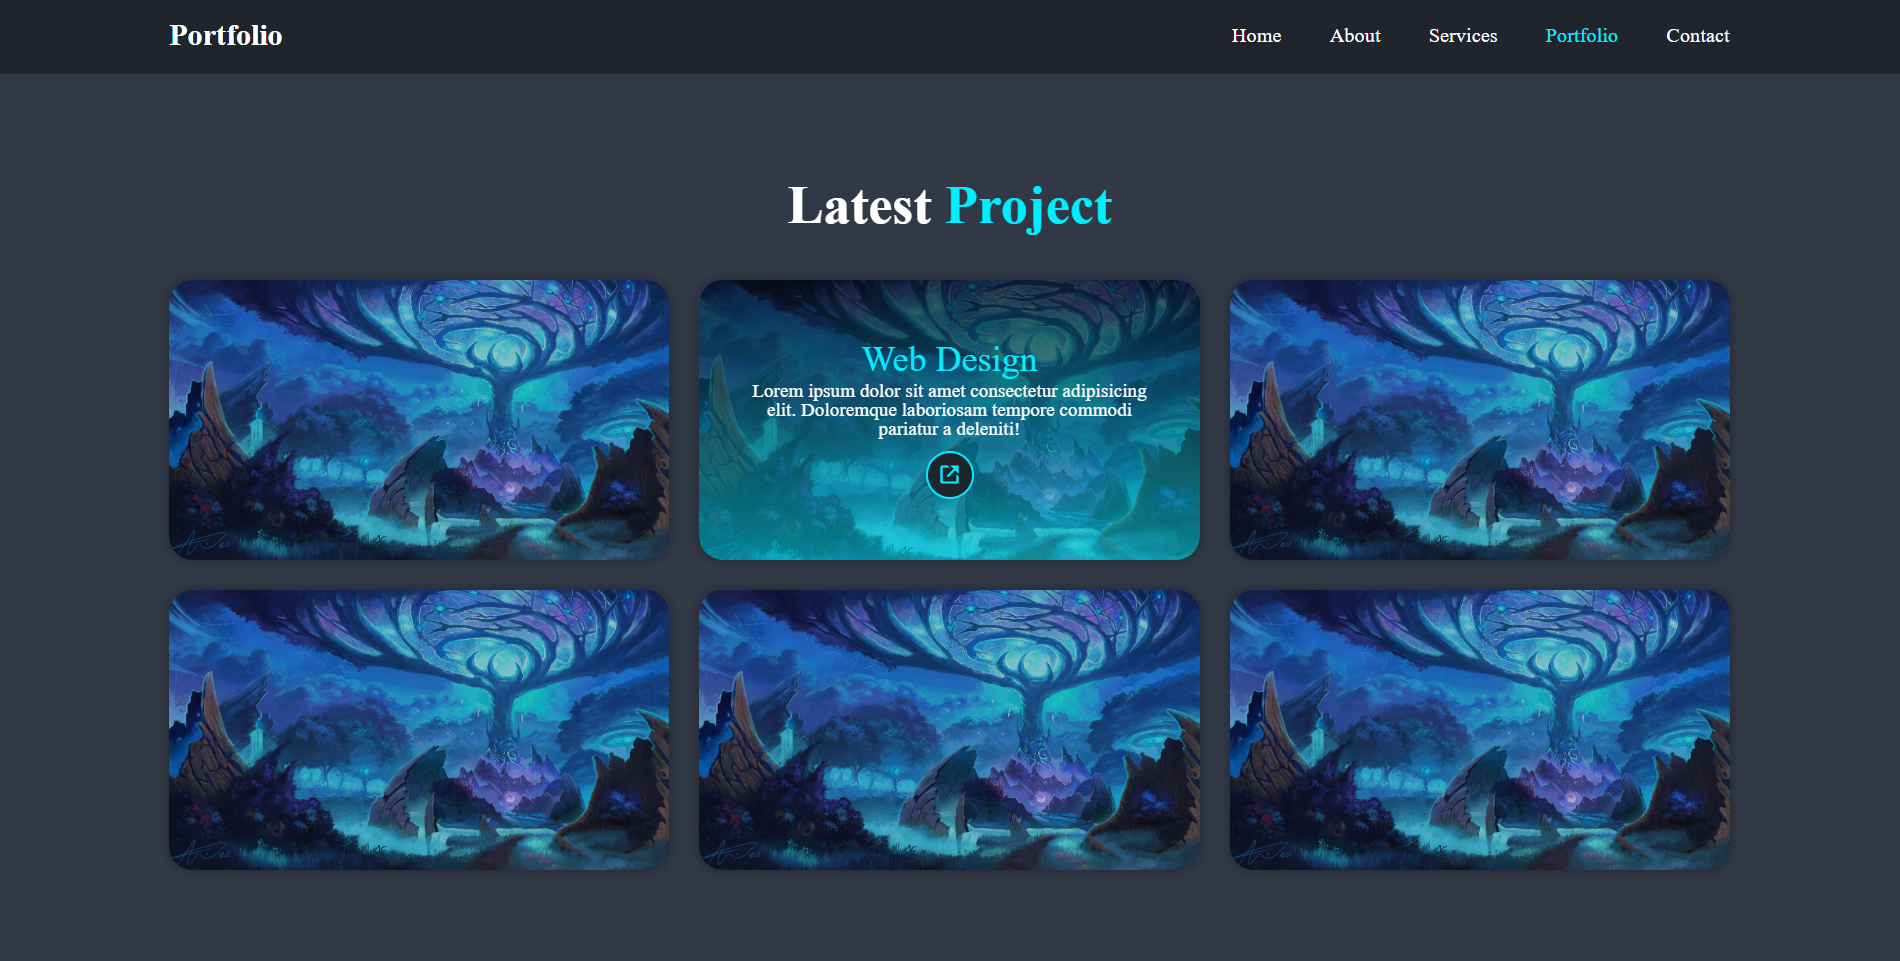 Portfolio
Home About Services Portfolio Contact
Latest Project
Web Design
Lorem ipsum dolor sit amet consectetur adipisicing
elit. Doloremque laboriosam tempore commodi
pariatur a deleniti!